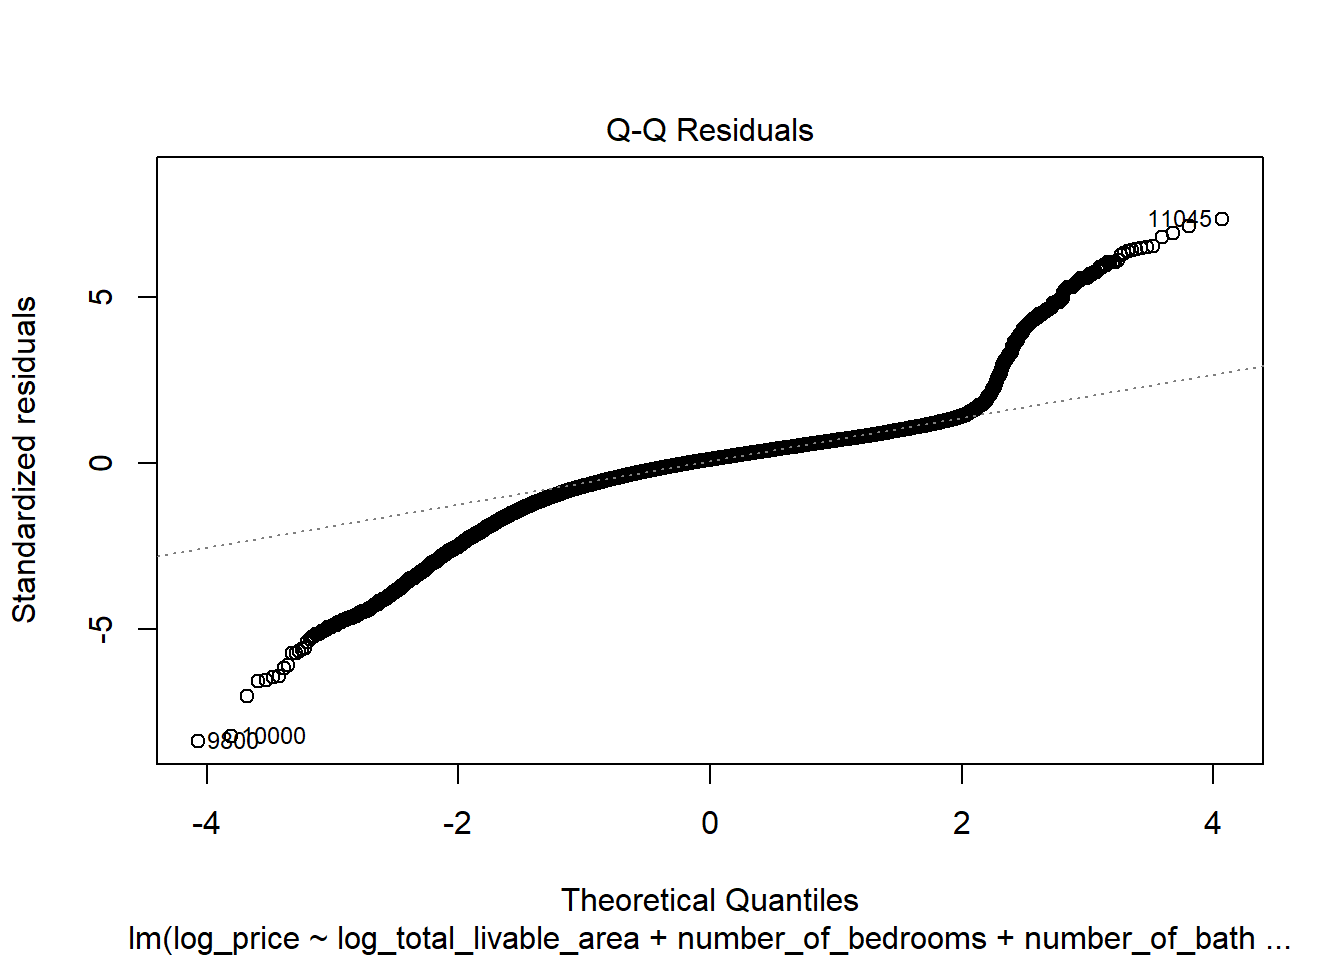 Q-Q Residuals
Standardized residuals
5
0
-5
11045
10000
9800
-4 -2 0 2 4
Theoretical Quantiles
lm(log_price ~ log_total_livable_area + number_of_bedrooms + number_of_bath ...